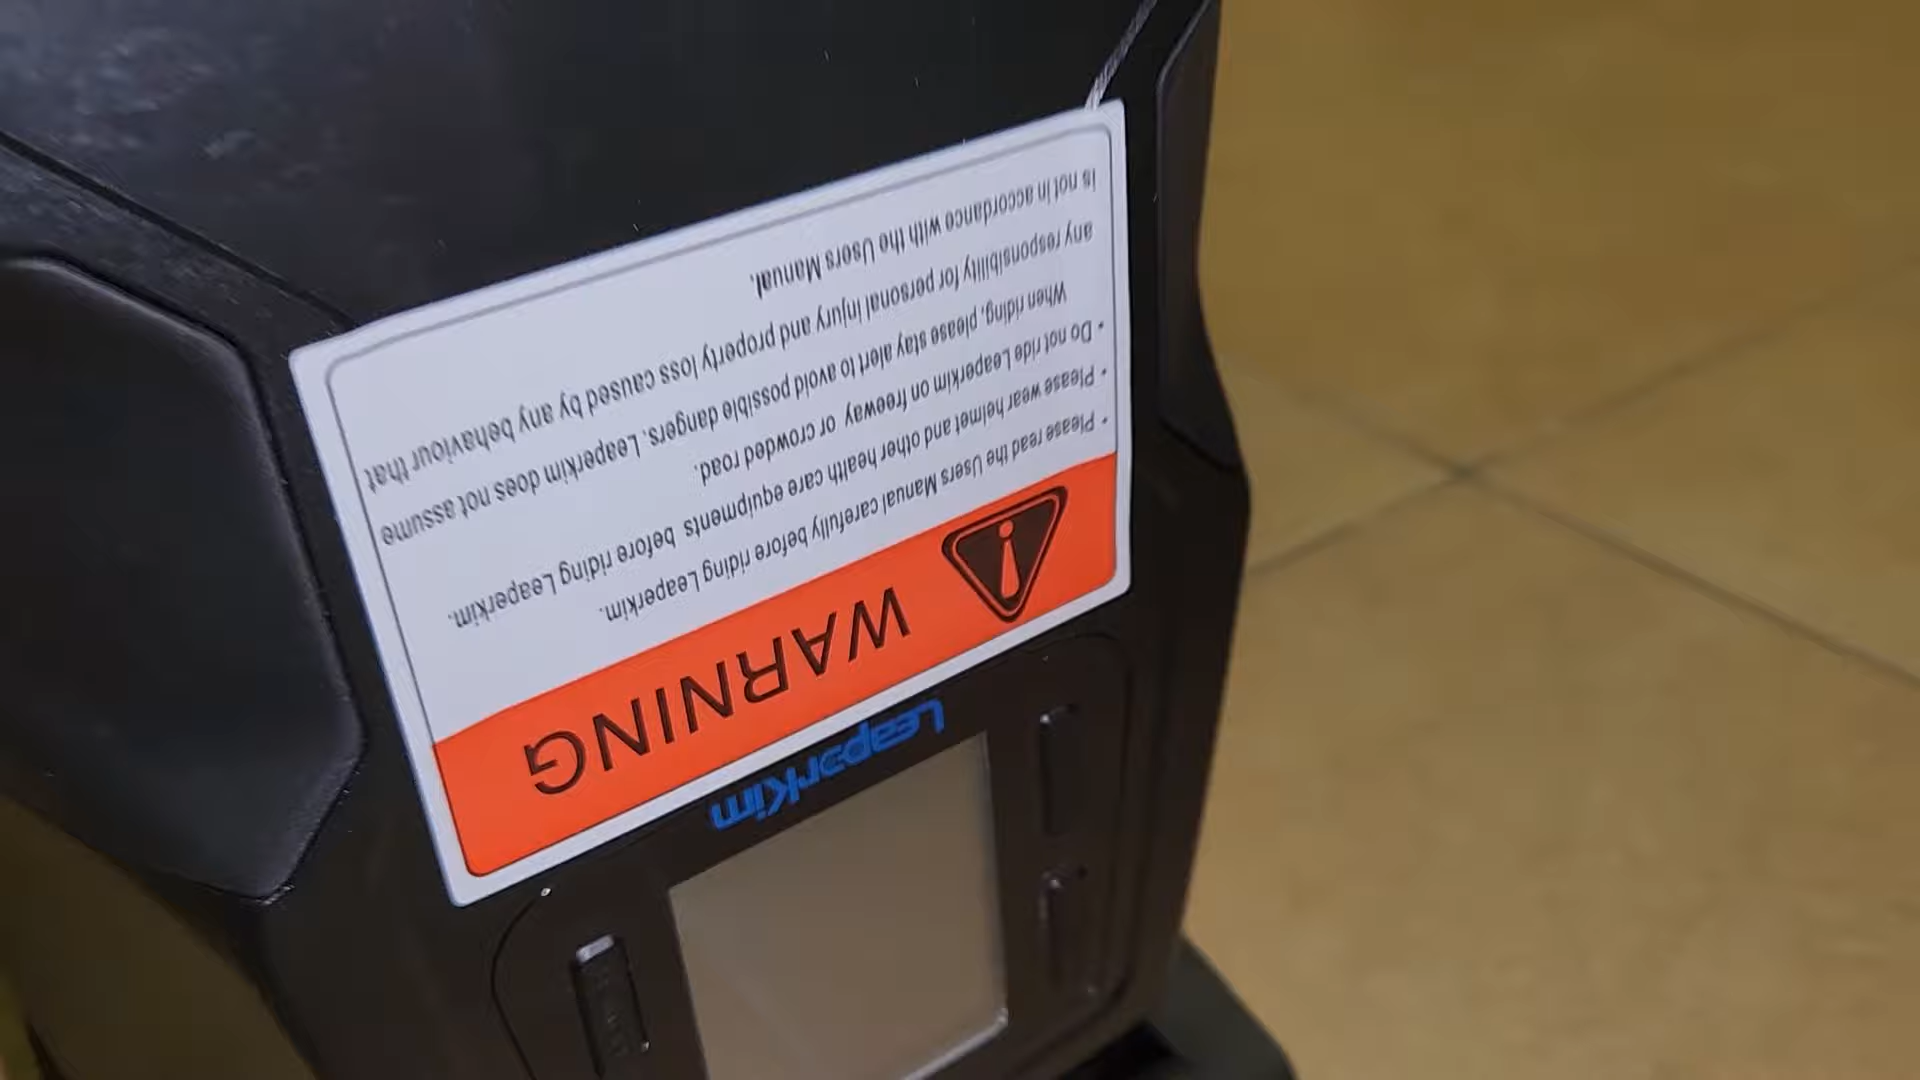 WARNING
• Please read the Users Manual carefully before riding Leaperkim.
• Please wear helmet and other health care equipments before riding Leaperkim.
• Do not ride Leaperkim on freeway or crowded road.
When riding, please stay alert to avoid possible dangers. Leaperkim does not assume
any responsibility for personal injury and property loss caused by any behaviour that
is not in accordance with the Users Manual.
LeaperKim